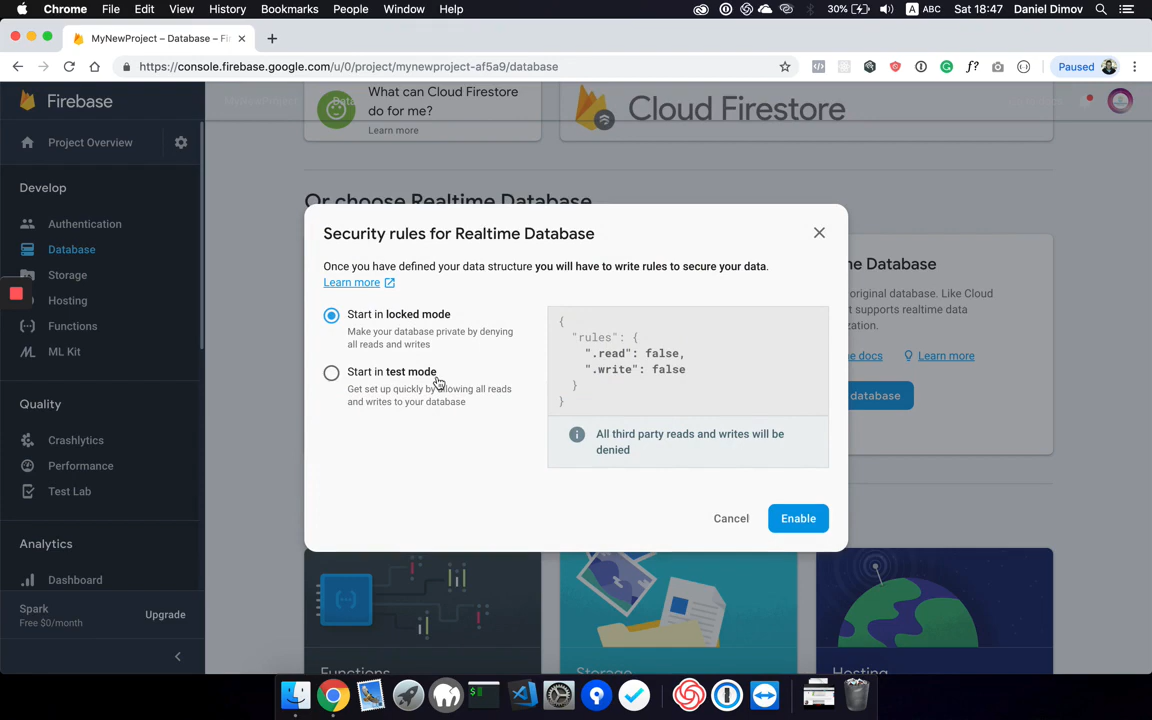 Chrome File Edit View History Bookmarks People Window Help 30% A ABC Sat 18:47 Daniel Dimov
MyNewProject – Database – Fi
https://console.firebase.google.com/u/0/project/mynewproject-af5a9/database
f? Paused
Firebase
Project Overview
Develop
Authentication
Database
Storage
Hosting
Functions
ML Kit
Quality
Crashlytics
Performance
Test Lab
Analytics
Dashboard
Spark
Free $0/month
Upgrade
What can Cloud Firestore
do for me?
Learn more
Cloud Firestore
Or choose Realtime Database
Security rules for Realtime Database
Once you have defined your data structure you will have to write rules to secure your data.
Learn more
Start in locked mode
Make your database private by denying
all reads and writes
Start in test mode
Get set up quickly by allowing all reads
and writes to your database
{
"rules": {
".read": false,
".write": false
}
}
All third party reads and writes will be
denied
Cancel
Enable
me Database
original database. Like Cloud
t supports realtime data
ization.
e docs
Learn more
database
Functions
Storage
Hosting